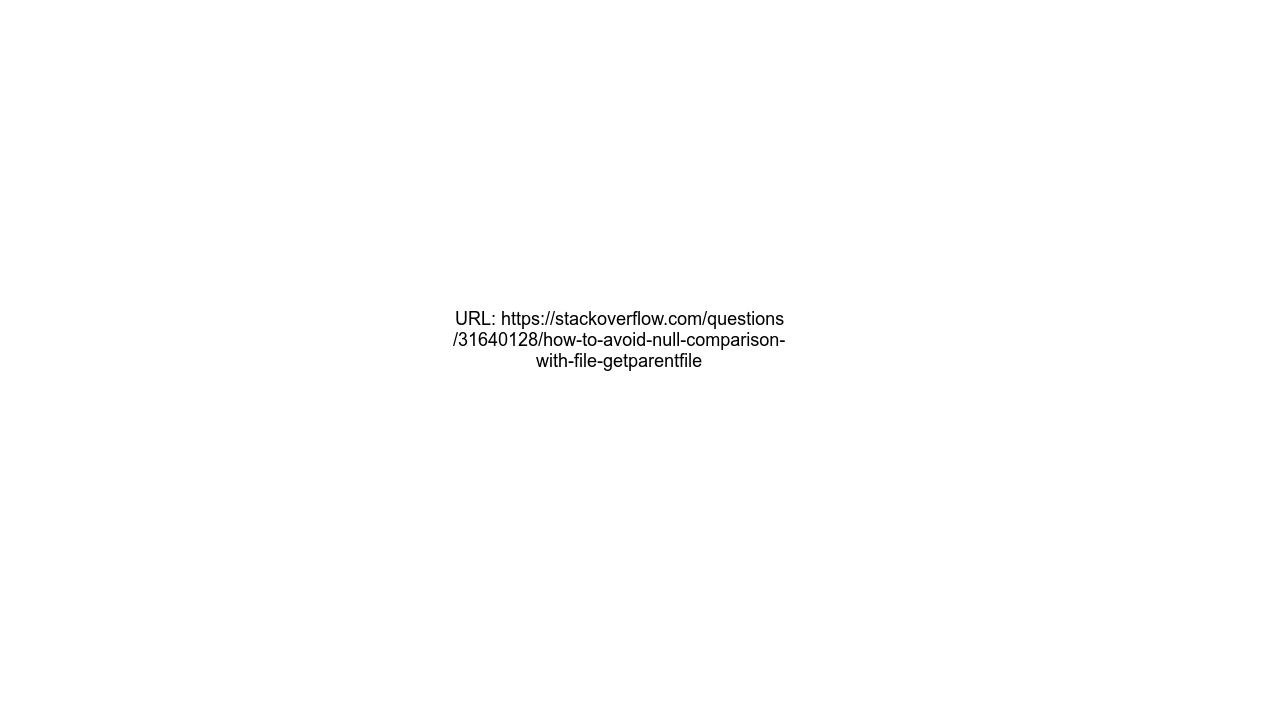 URL: https://stackoverflow.com/questions
/31640128/how-to-avoid-null-comparison-
with-file-getparentfile